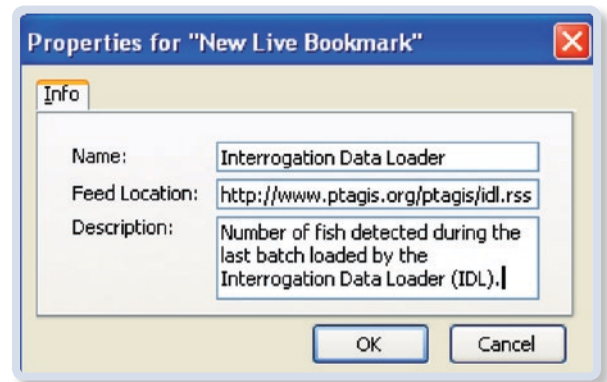 Properties for "New Live Bookmark"
Info
Name: Interrogation Data Loader
Feed Location: http://www.ptagis.org/ptagis/idl.rss
Description: Number of fish detected during the
last batch loaded by the
Interrogation Data Loader (IDL).
OK Cancel